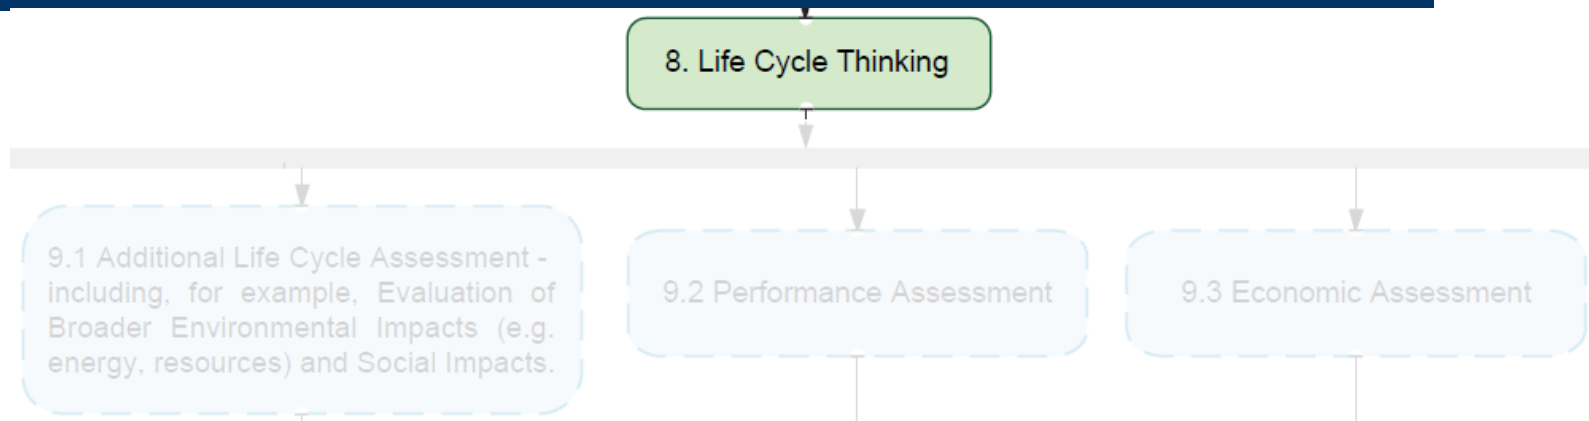 8. Life Cycle Thinking
9.1 Additional Life Cycle Assessment -
including, for example, Evaluation of
Broader Environmental Impacts (e.g.
energy, resources) and Social Impacts.
9.2 Performance Assessment
9.3 Economic Assessment